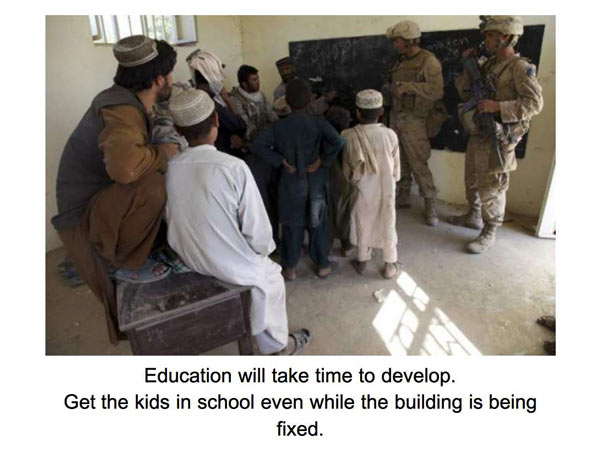 Education will take time to develop.
Get the kids in school even while the building is being
fixed.